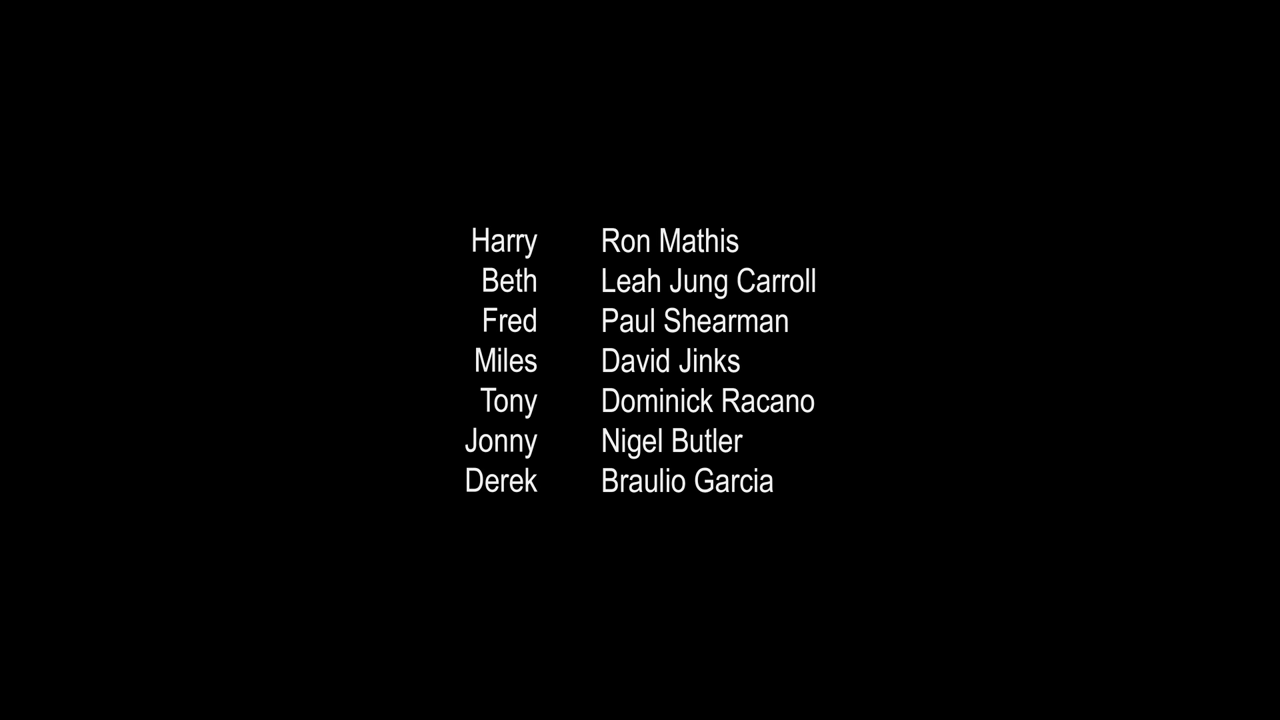 Harry Ron Mathis
Beth Leah Jung Carroll
Fred Paul Shearman
Miles David Jinks
Tony Dominick Racano
Jonny Nigel Butler
Derek Braulio Garcia